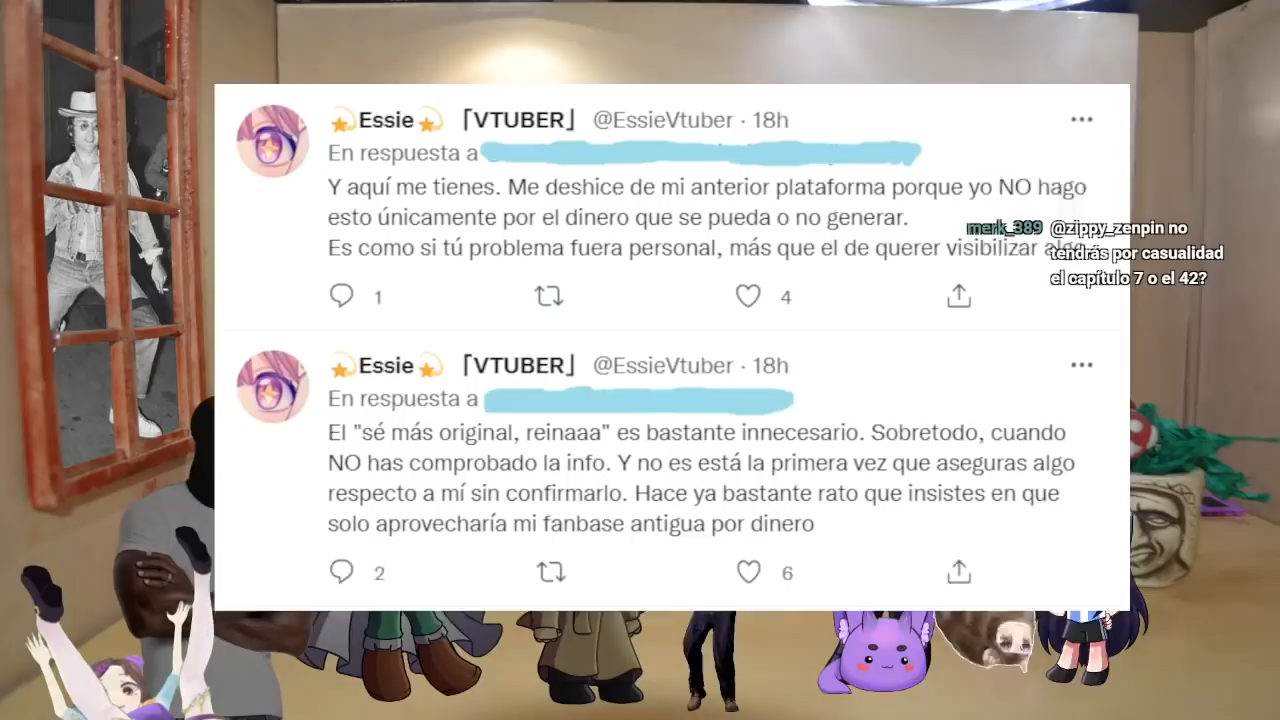 💫Essie💫 「VTUBER」 @EssieVtuber · 18h
En respuesta a
Y aquí me tienes. Me deshice de mi anterior plataforma porque yo NO hago
esto únicamente por el dinero que se pueda o no generar.
Es como si tú problema fuera personal, más que el de querer visibilizar algo
1 4
merk_389 @zippy_zenpin no
tendrás por casualidad
el capítulo 7 o el 42?
💫Essie💫 「VTUBER」 @EssieVtuber · 18h
En respuesta a
El "sé más original, reinaaa" es bastante innecesario. Sobretodo, cuando
NO has comprobado la info. Y no es está la primera vez que aseguras algo
respecto a mí sin confirmarlo. Hace ya bastante rato que insistes en que
solo aprovecharía mi fanbase antigua por dinero
2 6